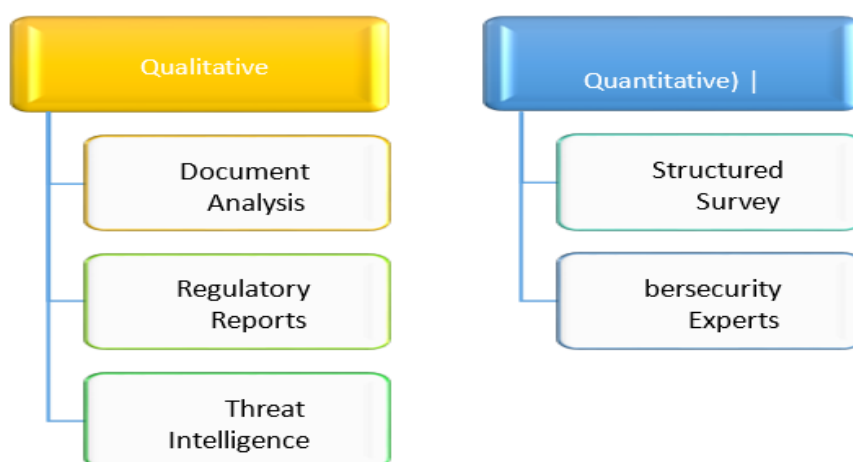 Qualitative
Document
Analysis
Regulatory
Reports
Threat
Intelligence
Quantitative) |
Structured
Survey
bersecurity
Experts